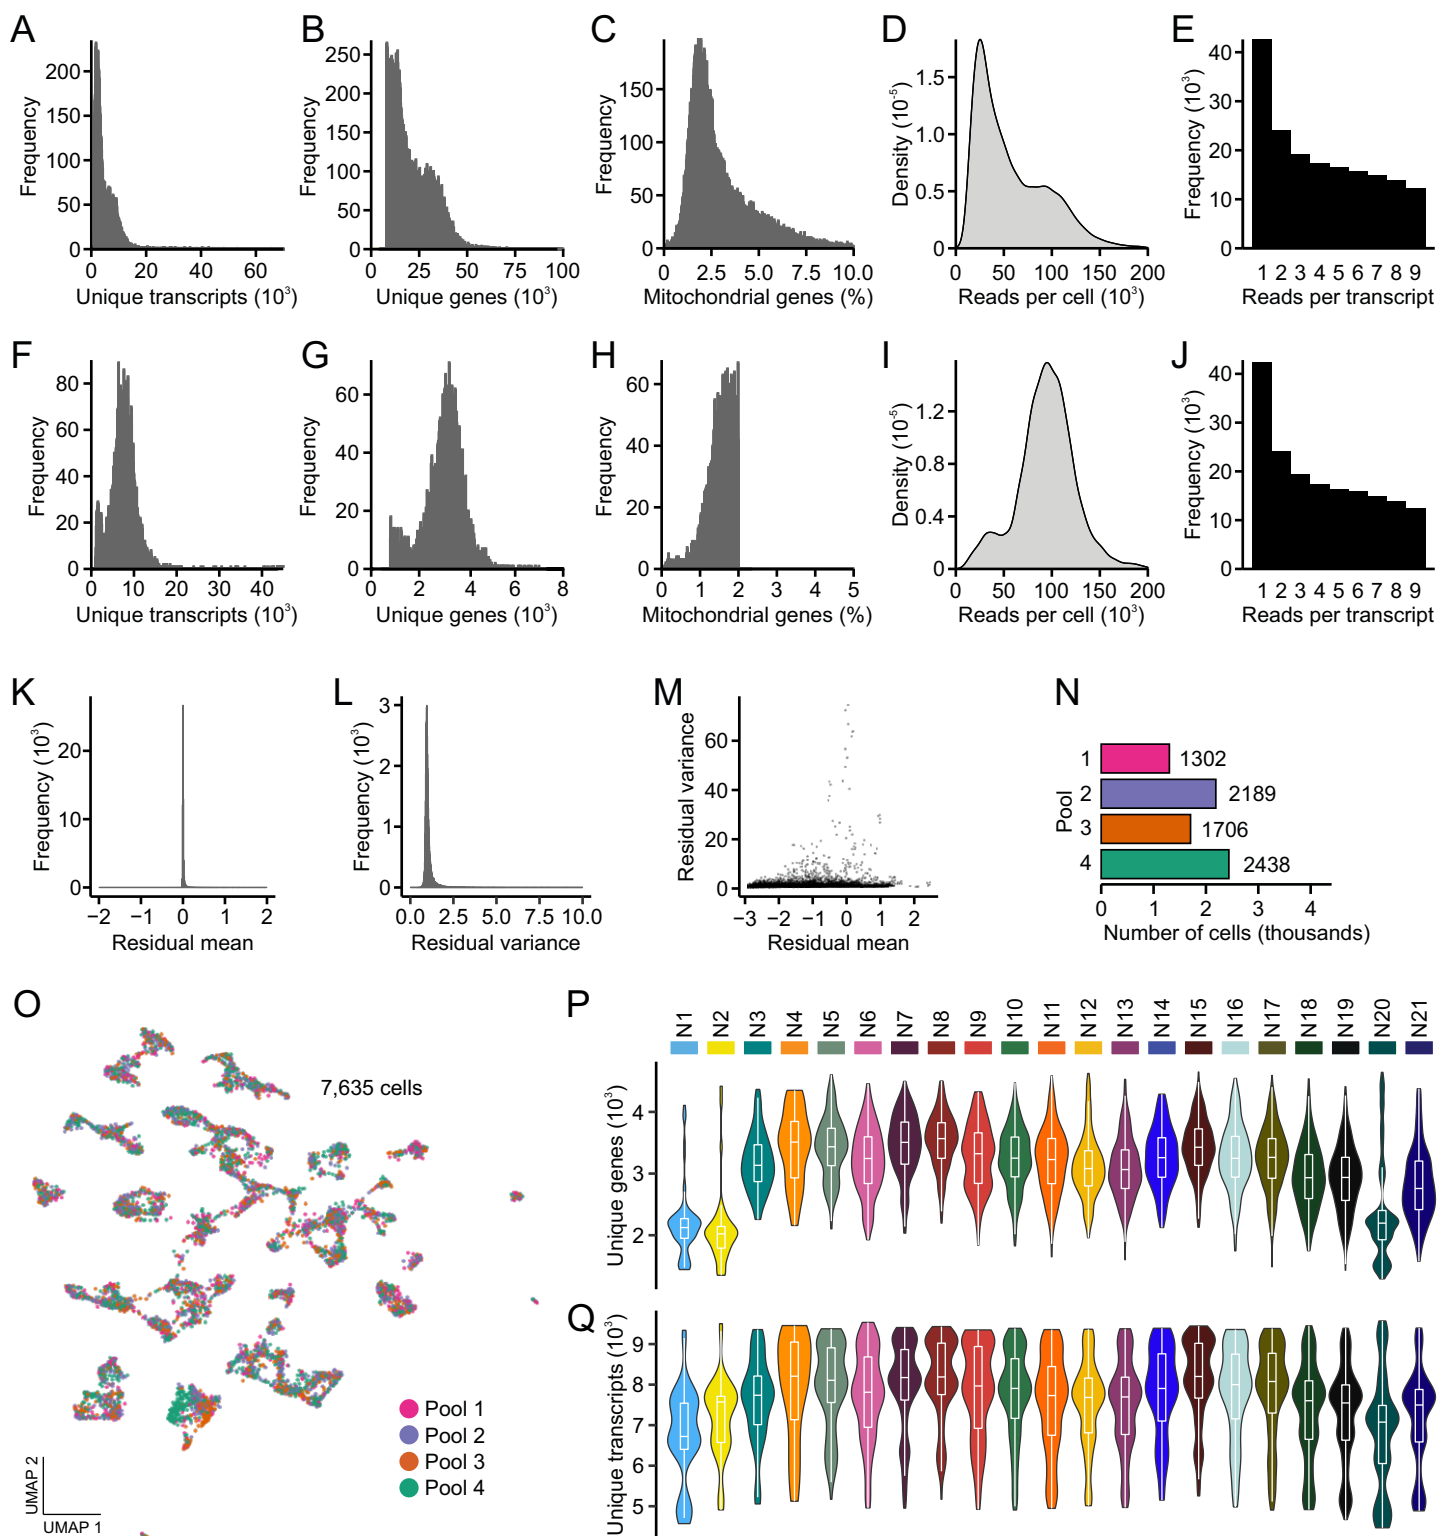 A
B
C
D
E
Frequency
200
150
100
50
0
0 20 40 60
Unique transcripts (10³)
Frequency
250
200
150
100
50
0
0 25 50 75 100
Unique genes (10³)
Frequency
150
100
50
0
0 2.5 5.0 7.5 10.0
Mitochondrial genes (%)
Density (10⁻⁵)
1.5
1.0
0.5
0
0 50 100 150 200
Reads per cell (10³)
Frequency (10³)
40
30
20
10
0
1 2 3 4 5 6 7 8 9
Reads per transcript
F
G
H
I
J
Frequency
80
60
40
20
0
0 10 20 30 40
Unique transcripts (10³)
Frequency
60
40
20
0
0 2 4 6 8
Unique genes (10³)
Frequency
60
40
20
0
0 1 2 3 4 5
Mitochondrial genes (%)
Density (10⁻⁵)
1.2
0.8
0.4
0
0 50 100 150 200
Reads per cell (10³)
Frequency (10³)
40
30
20
10
0
1 2 3 4 5 6 7 8 9
Reads per transcript
K
L
M
N
Frequency (10³)
20
10
0
−2 −1 0 1 2
Residual mean
Frequency (10³)
3
2
1
0
0.0 2.5 5.0 7.5 10.0
Residual variance
Residual variance
60
40
20
0
−3 −2 −1 0 1 2
Residual mean
Pool
1 1302
2 2189
3 1706
4 2438
0 1 2 3 4
Number of cells (thousands)
O
7,635 cells
Pool 1
Pool 2
Pool 3
Pool 4
UMAP 2
UMAP 1
P
N1 N2 N3 N4 N5 N6 N7 N8 N9 N10 N11 N12 N13 N14 N15 N16 N17 N18 N19 N20 N21
Unique genes (10³)
4
3
2
Q
Unique transcripts (10³)
9
8
7
6
5